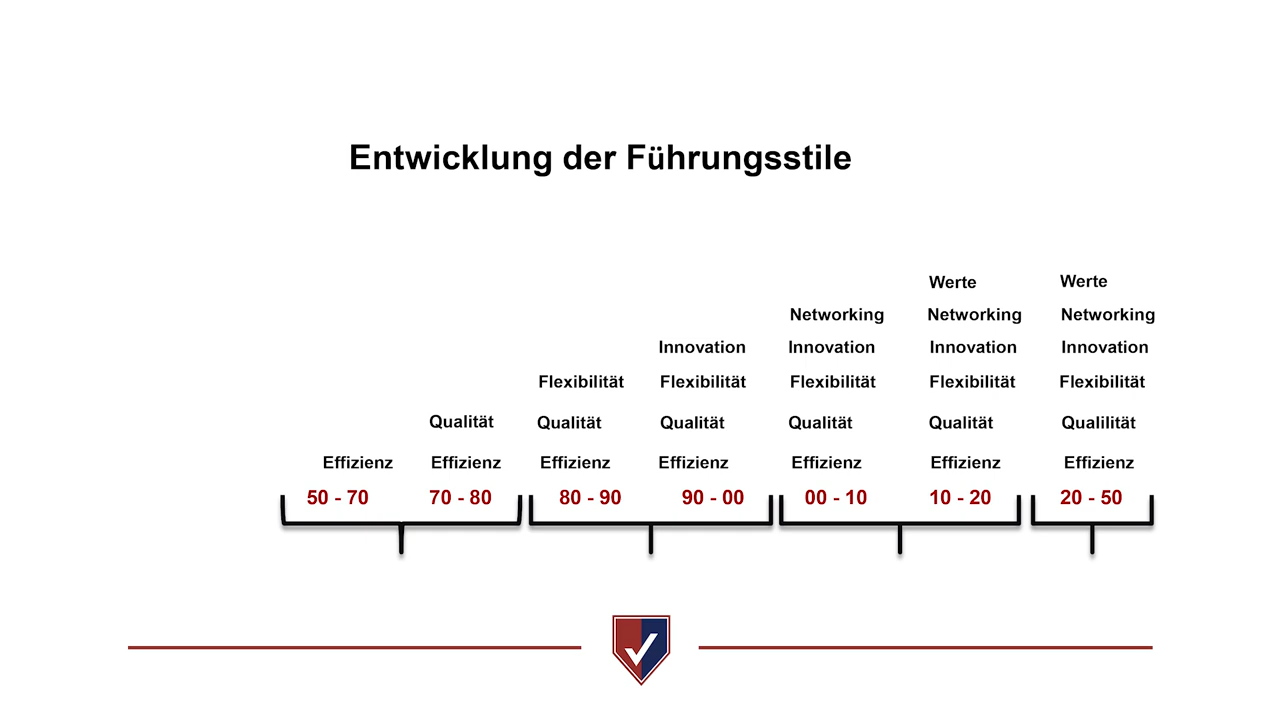 Entwicklung der Führungsstile
Werte Werte
Networking Networking Networking
Innovation Innovation Innovation Innovation
Flexibilität Flexibilität Flexibilität Flexibilität Flexibilität
Qualität Qualität Qualität Qualität Qualität Qualilität
Effizienz Effizienz Effizienz Effizienz Effizienz Effizienz Effizienz
50 - 70 70 - 80 80 - 90 90 - 00 00 - 10 10 - 20 20 - 50